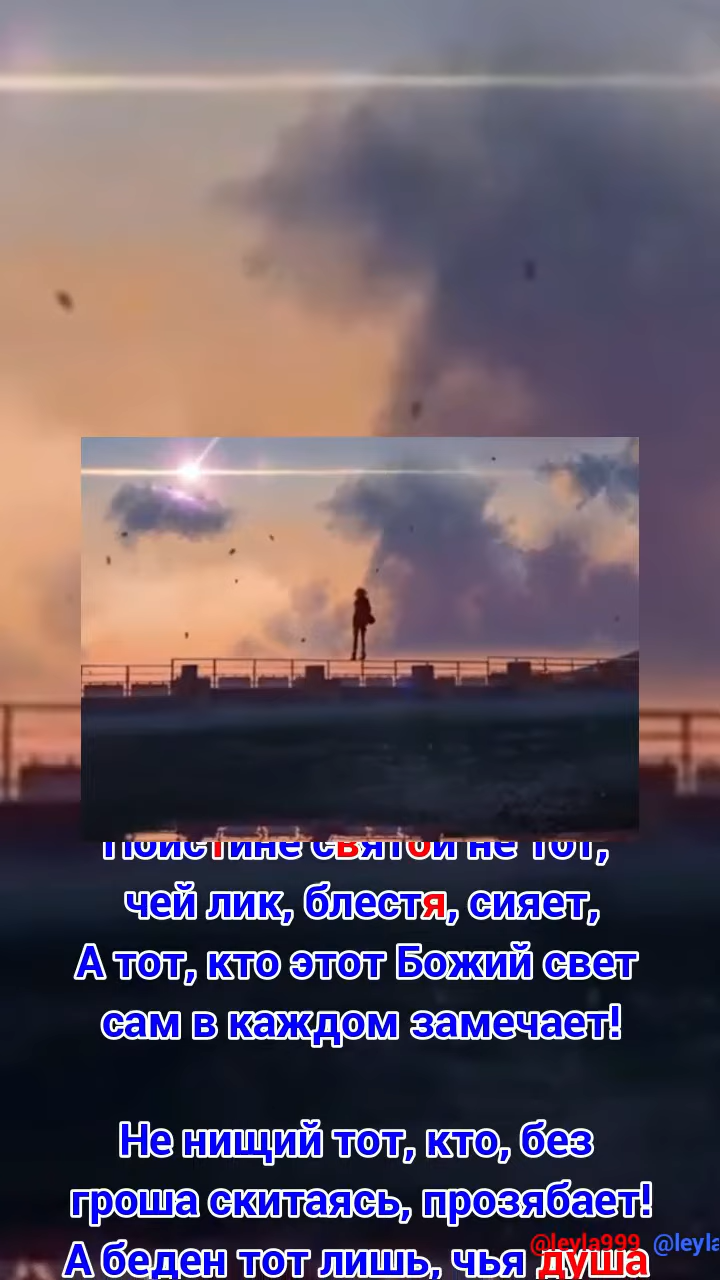 Поистине святой не тот,
чей лик, блестя, сияет,
А тот, кто этот Божий свет
сам в каждом замечает!
Не нищий тот, кто, без
гроша скитаясь, прозябает!
А беден тот лишь, чья душа
@leyla999 @leyla